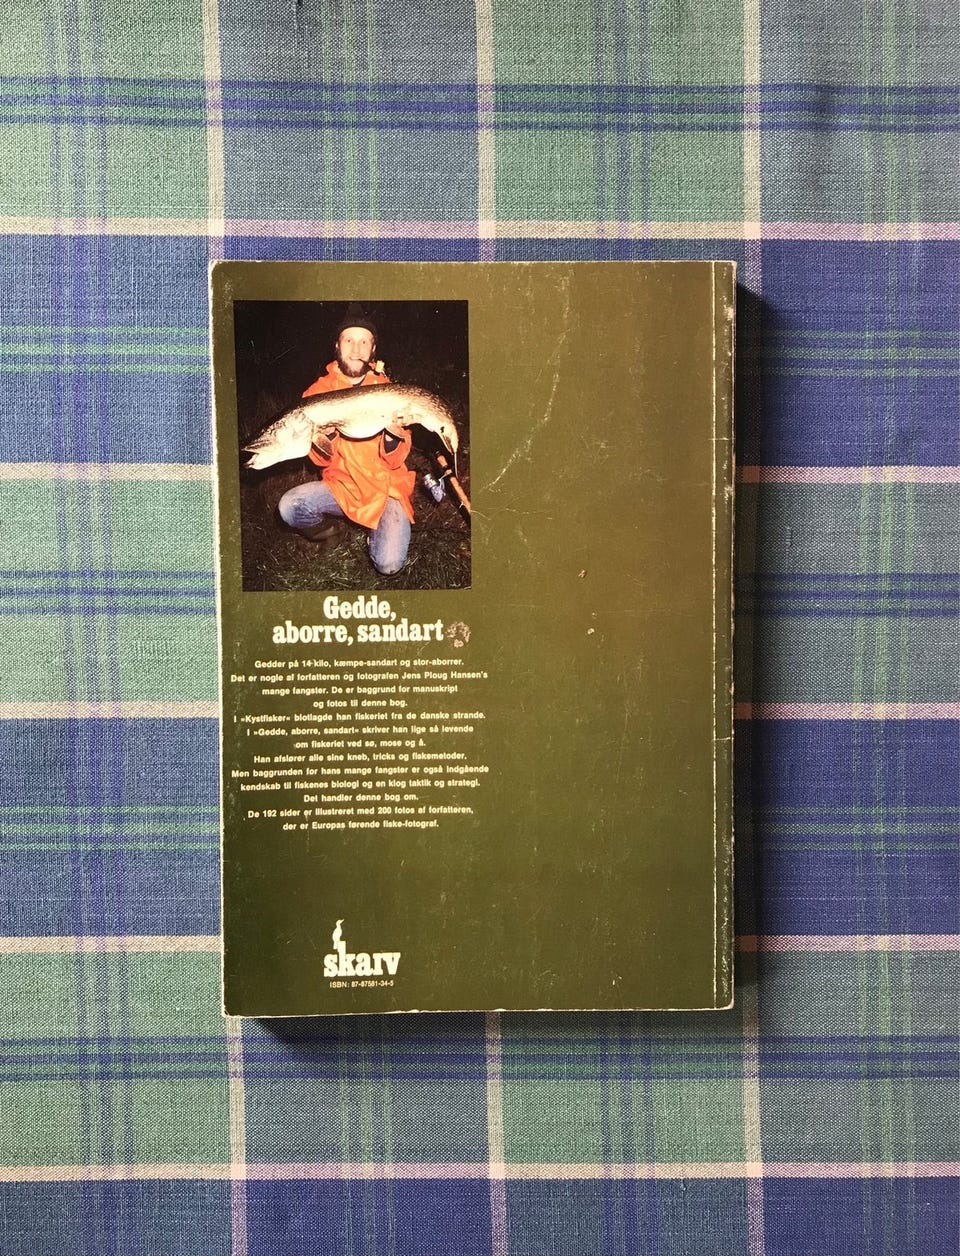 Gedde,
aborre, sandart
Gedder på 14 kilo, kæmpe-sandart og stor-aborrer.
Det er nogle af forfatteren og fotografen Jens Ploug Hansen's
mange fangster. De er baggrund for manuskript
og fotos til denne bog.
I »Kystfisker« blotlagde han fiskeriet fra de danske strande.
I »Gedde, aborre, sandart« skriver han lige så levende
om fiskeriet ved sø, mose og å.
Han afslører alle sine kneb, tricks og fiskemetoder.
Men baggrunden for hans mange fangster er også indgående
kendskab til fiskenes biologi og en klog taktik og strategi.
Det handler denne bog om.
De 192 sider er illustreret med 200 fotos af forfatteren,
der er Europas førende fiske-fotograf.
skarv
ISBN: 87-87581-34-5